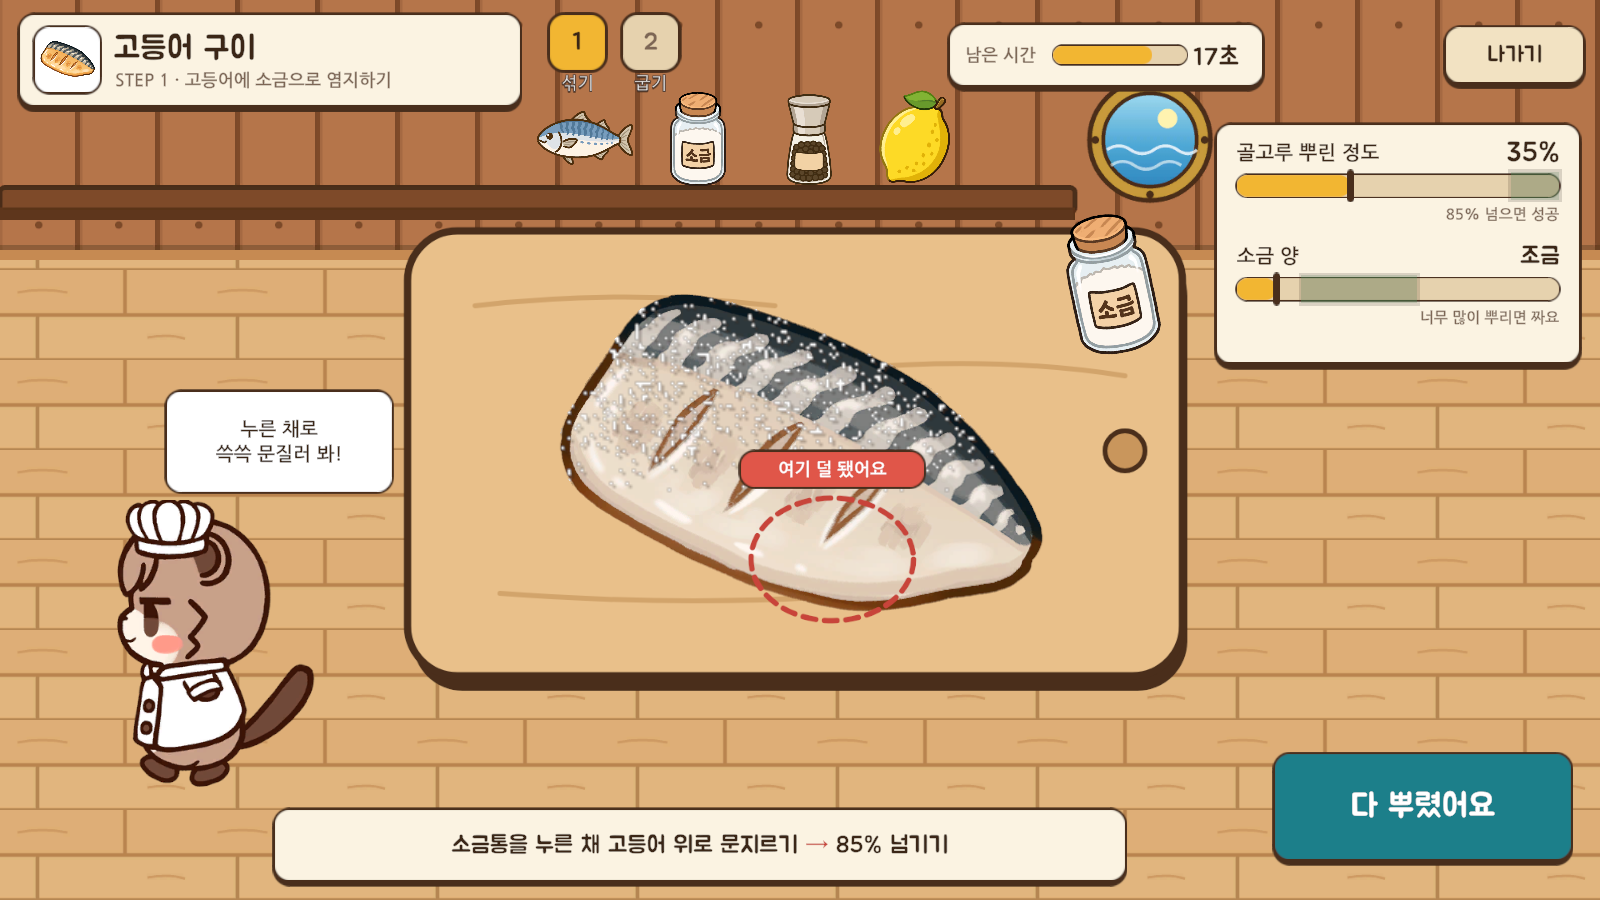 고등어 구이
STEP 1 · 고등어에 소금으로 염지하기
1
섞기
2
굽기
남은 시간
17초
나가기
소금
골고루 뿌린 정도
35%
85% 넘으면 성공
소금 양
조금
너무 많이 뿌리면 짜요
소금
누른 채로
쓱쓱 문질러 봐!
여기 덜 됐어요
소금통을 누른 채 고등어 위로 문지르기 → 85% 넘기기
다 뿌렸어요